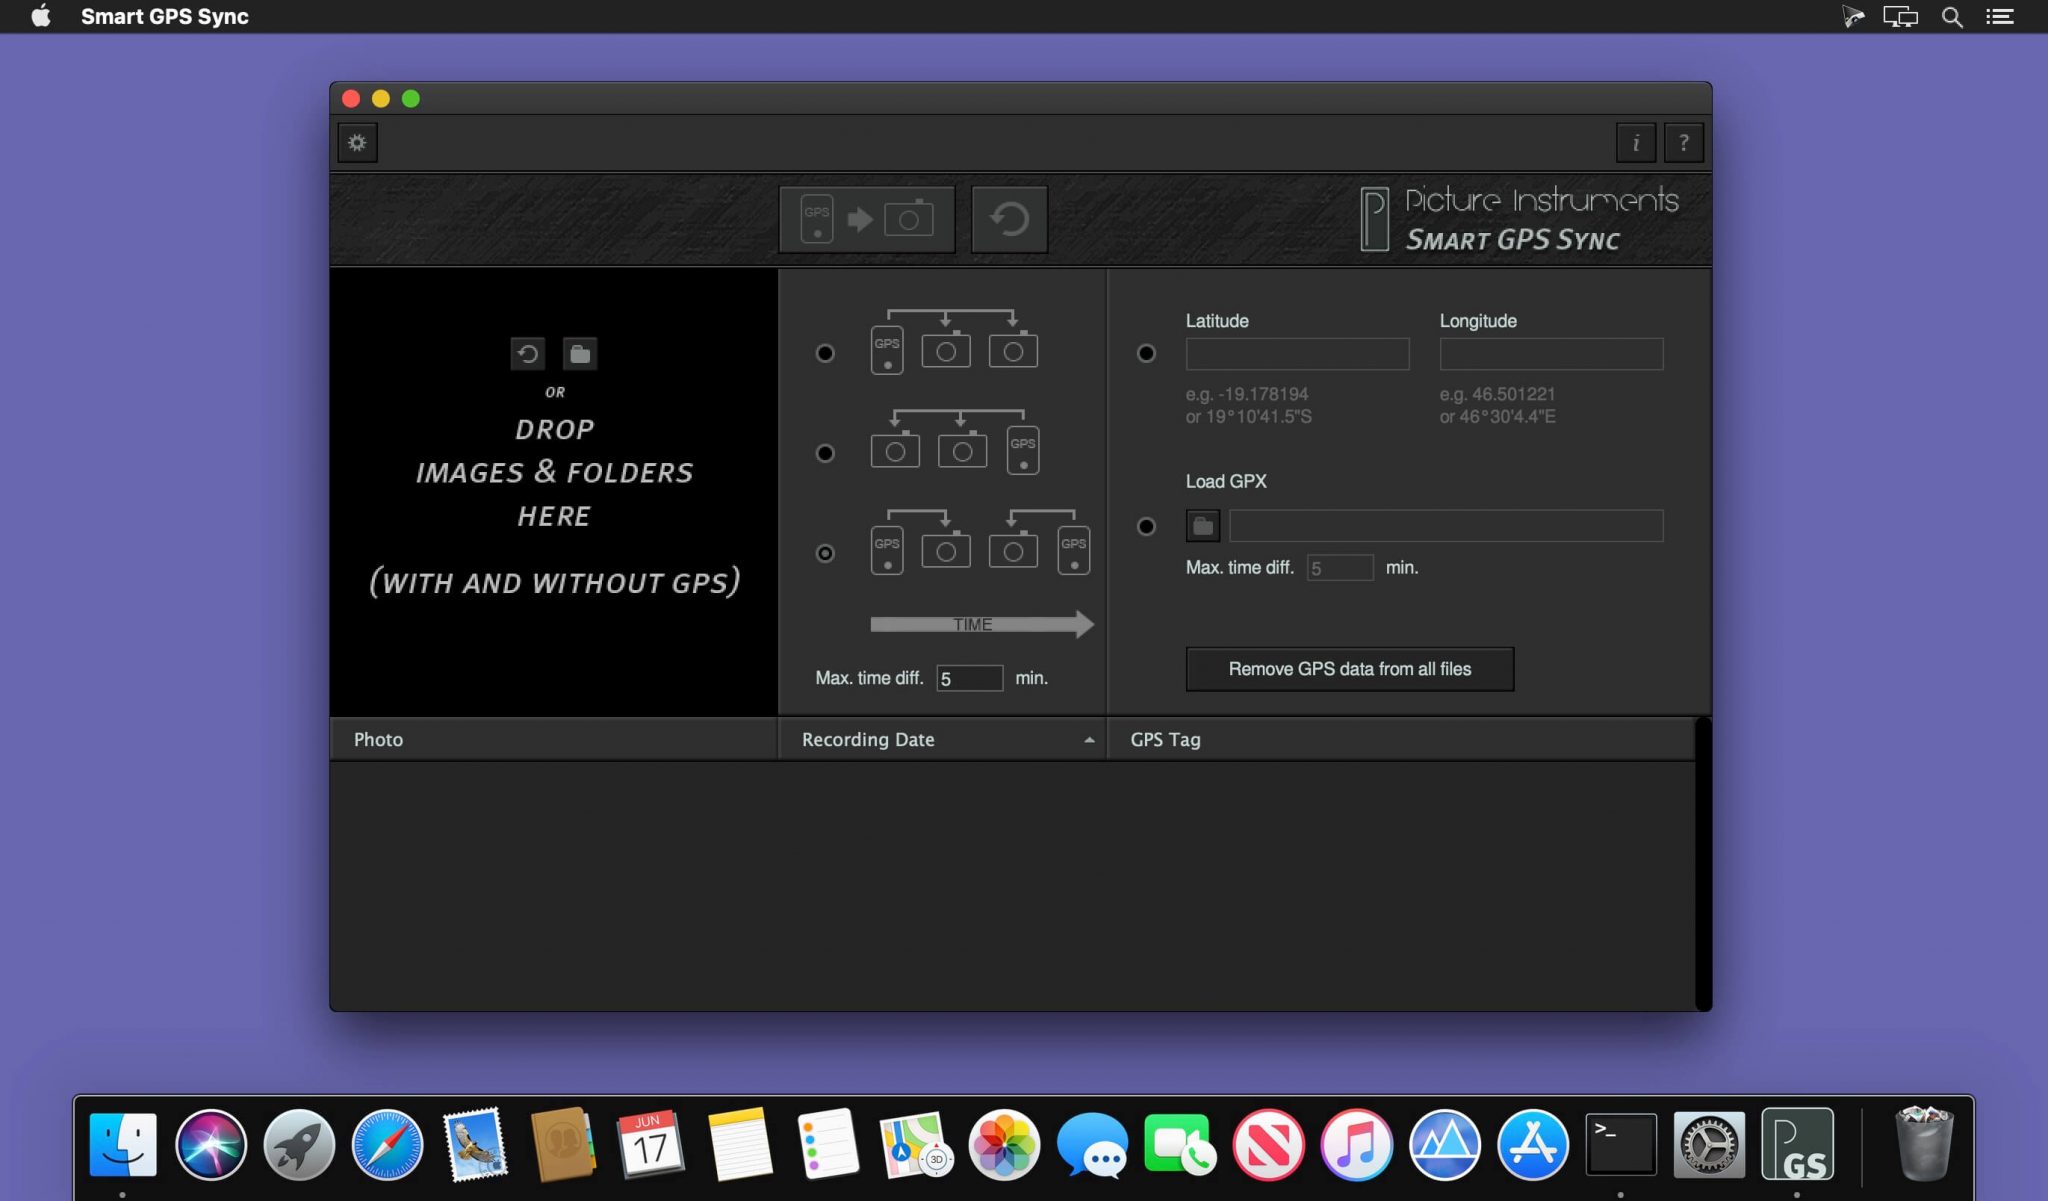 Smart GPS Sync
i ?
GPS
Picture Instruments
SMART GPS SYNC
OR
DROP
IMAGES & FOLDERS
HERE
(WITH AND WITHOUT GPS)
GPS
GPS
GPS GPS
TIME
Max. time diff. 5 min.
Latitude Longitude
e.g. -19.178194 e.g. 46.501221
or 19°10'41.5"S or 46°30'4.4"E
Load GPX
Max. time diff. 5 min.
Remove GPS data from all files
Photo Recording Date GPS Tag
JUN
17
3D
>_
GS